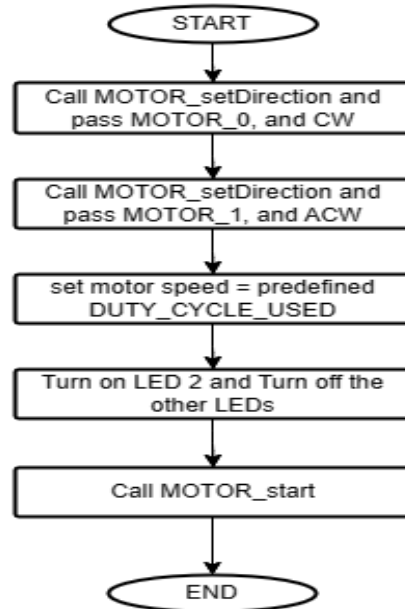 START
Call MOTOR_setDirection and
pass MOTOR_0, and CW
Call MOTOR_setDirection and
pass MOTOR_1, and ACW
set motor speed = predefined
DUTY_CYCLE_USED
Turn on LED 2 and Turn off the
other LEDs
Call MOTOR_start
END